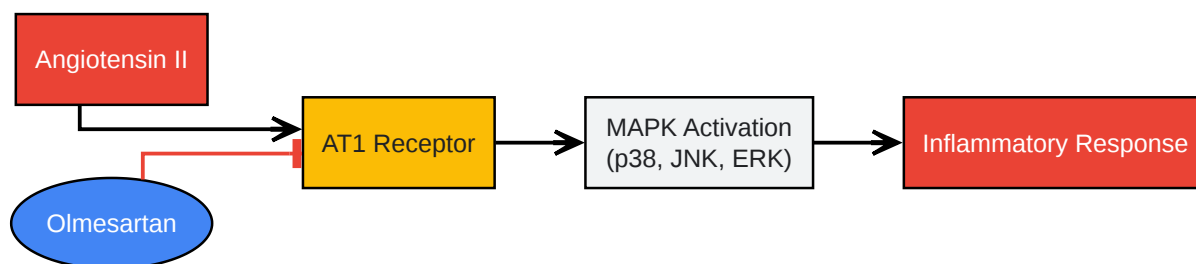 Angiotensin II
AT1 Receptor
MAPK Activation
(p38, JNK, ERK)
Inflammatory Response
Olmesartan